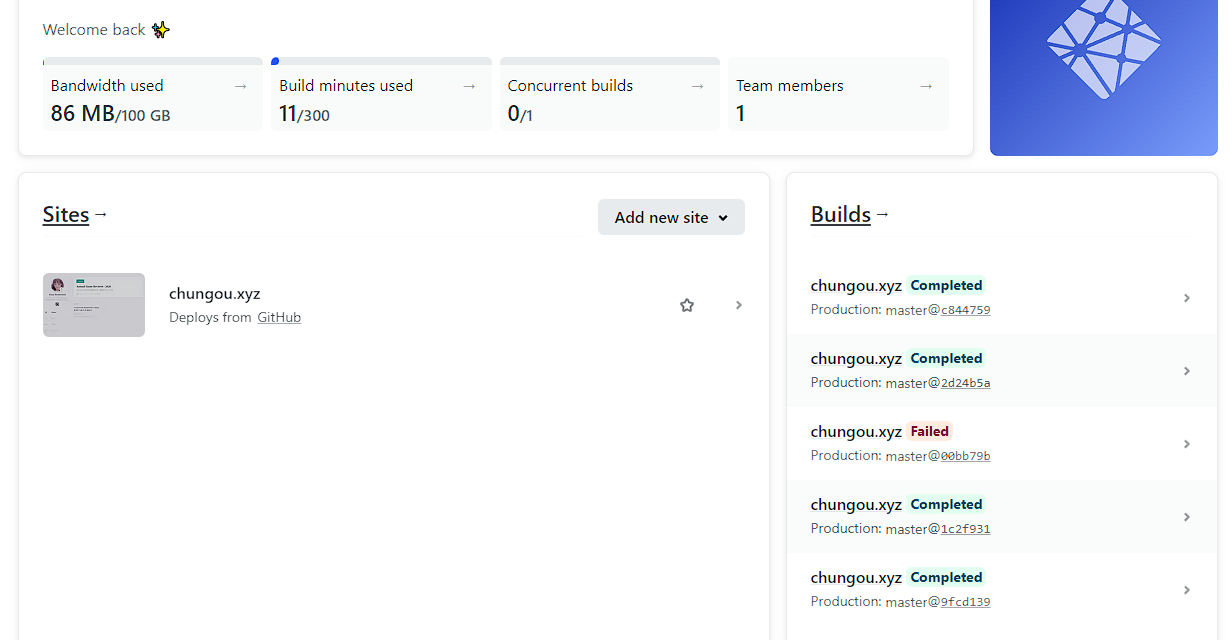 Welcome back ✨
Bandwidth used →
86 MB/100 GB
Build minutes used →
11/300
Concurrent builds →
0/1
Team members →
1
Sites →
Add new site
chungou.xyz
Deploys from GitHub
Builds →
chungou.xyz Completed
Production: master@c844759
chungou.xyz Completed
Production: master@2d24b5a
chungou.xyz Failed
Production: master@00bb79b
chungou.xyz Completed
Production: master@1c2f931
chungou.xyz Completed
Production: master@9fcd139